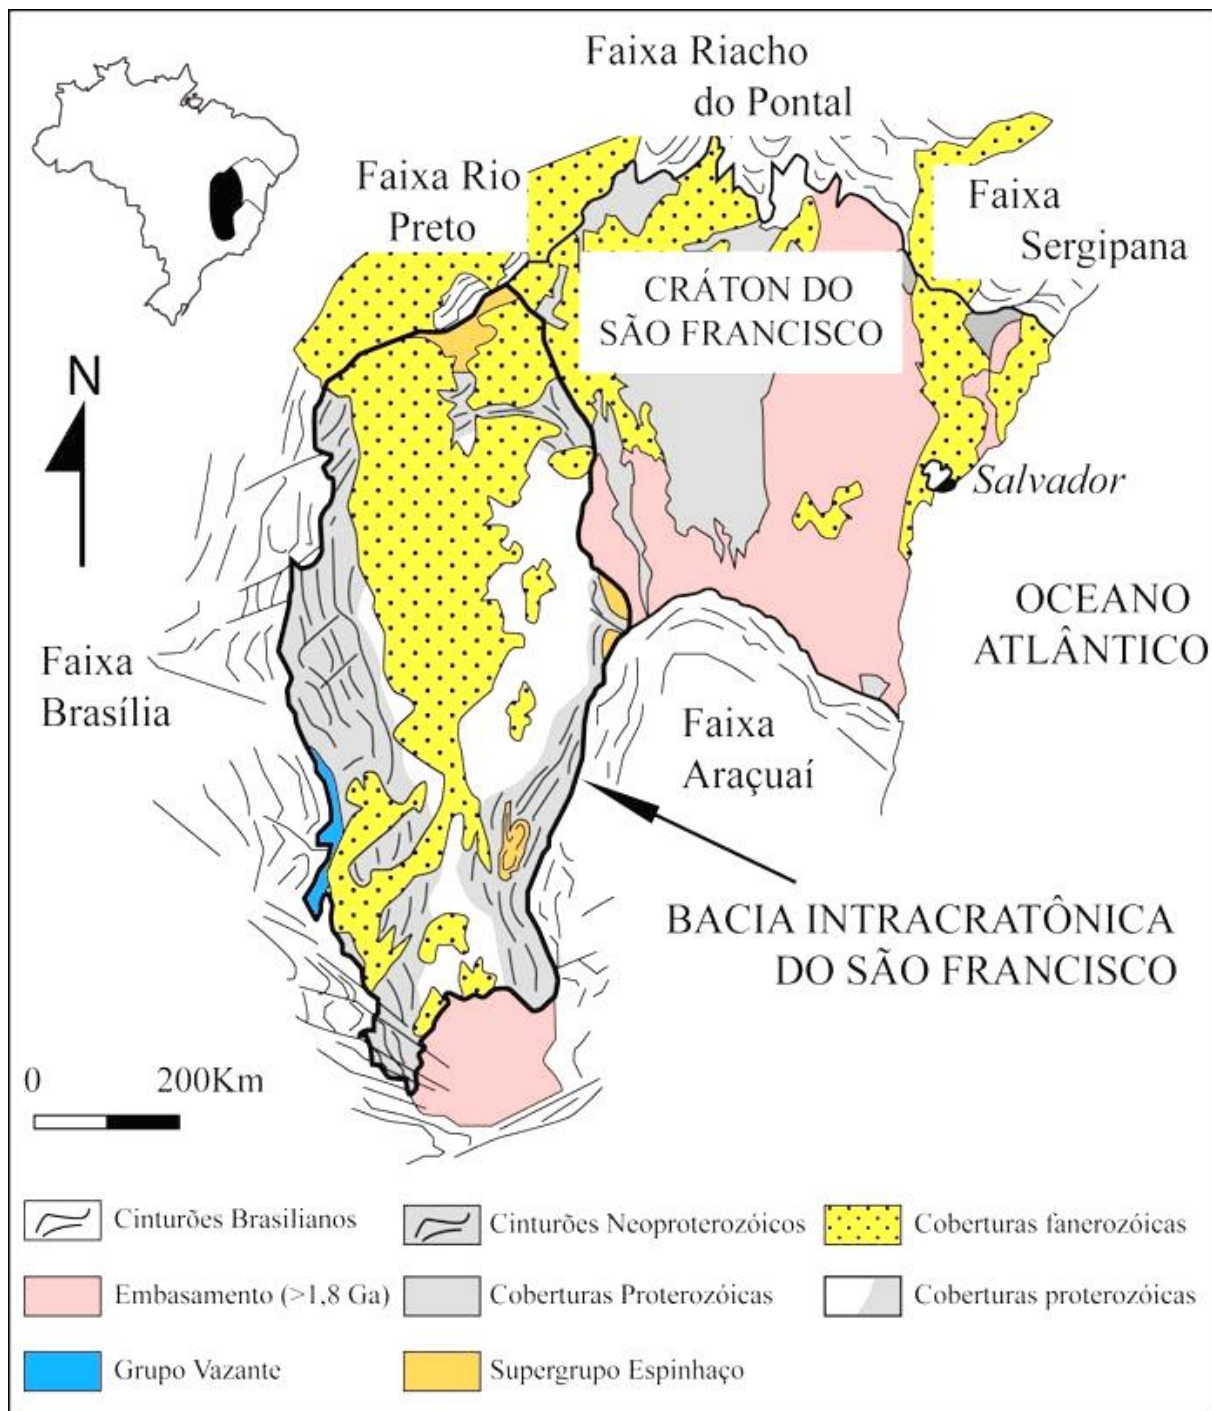 Faixa Riacho
do Pontal
Faixa Rio
Preto
Faixa
Sergipana
CRÁTON DO
SÃO FRANCISCO
N
Salvador
OCEANO
ATLÂNTICO
Faixa
Brasília
Faixa
Araçuaí
BACIA INTRACRATÔNICA
DO SÃO FRANCISCO
0 200Km
Cinturões Brasilianos
Cinturões Neoproterozóicos
Coberturas fanerozóicas
Embasamento (>1,8 Ga)
Coberturas Proterozóicas
Coberturas proterozóicas
Grupo Vazante
Supergrupo Espinhaço